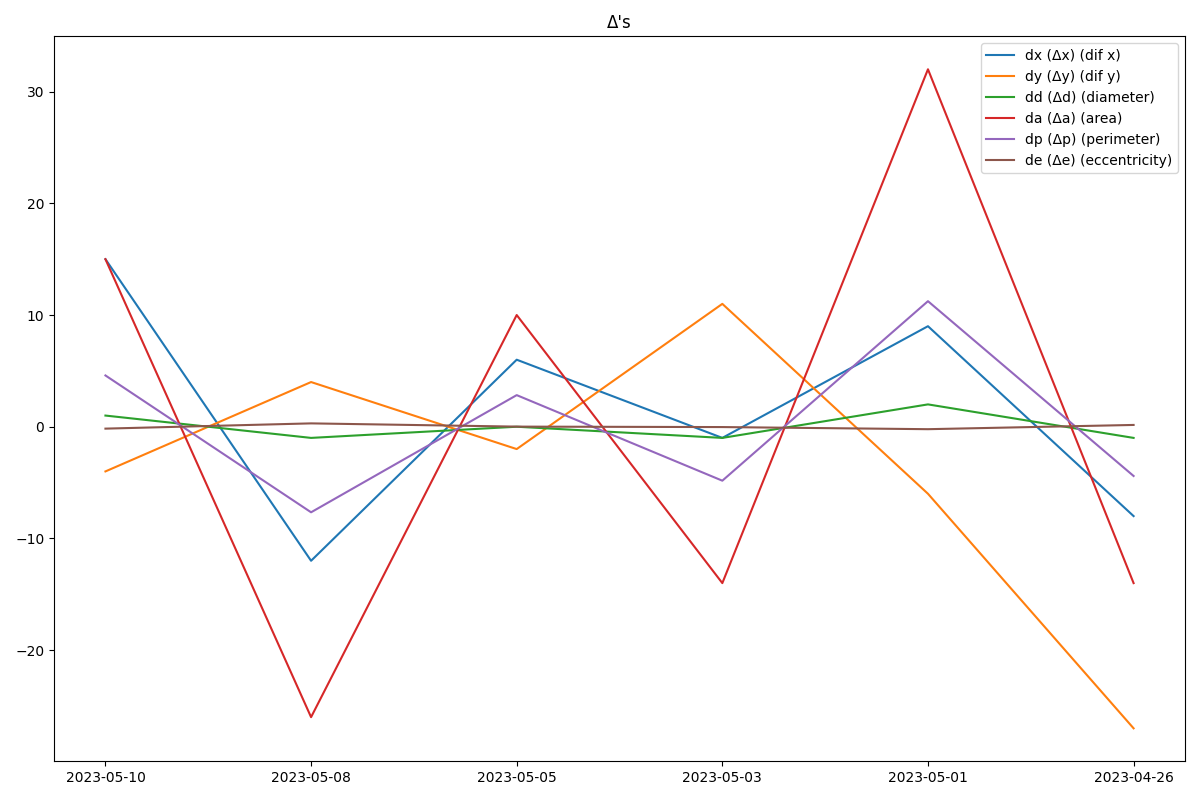 Δ's
dx (Δx) (dif x)
dy (Δy) (dif y)
dd (Δd) (diameter)
da (Δa) (area)
dp (Δp) (perimeter)
de (Δe) (eccentricity)
30
20
10
0
−10
−20
2023-05-10 2023-05-08 2023-05-05 2023-05-03 2023-05-01 2023-04-26